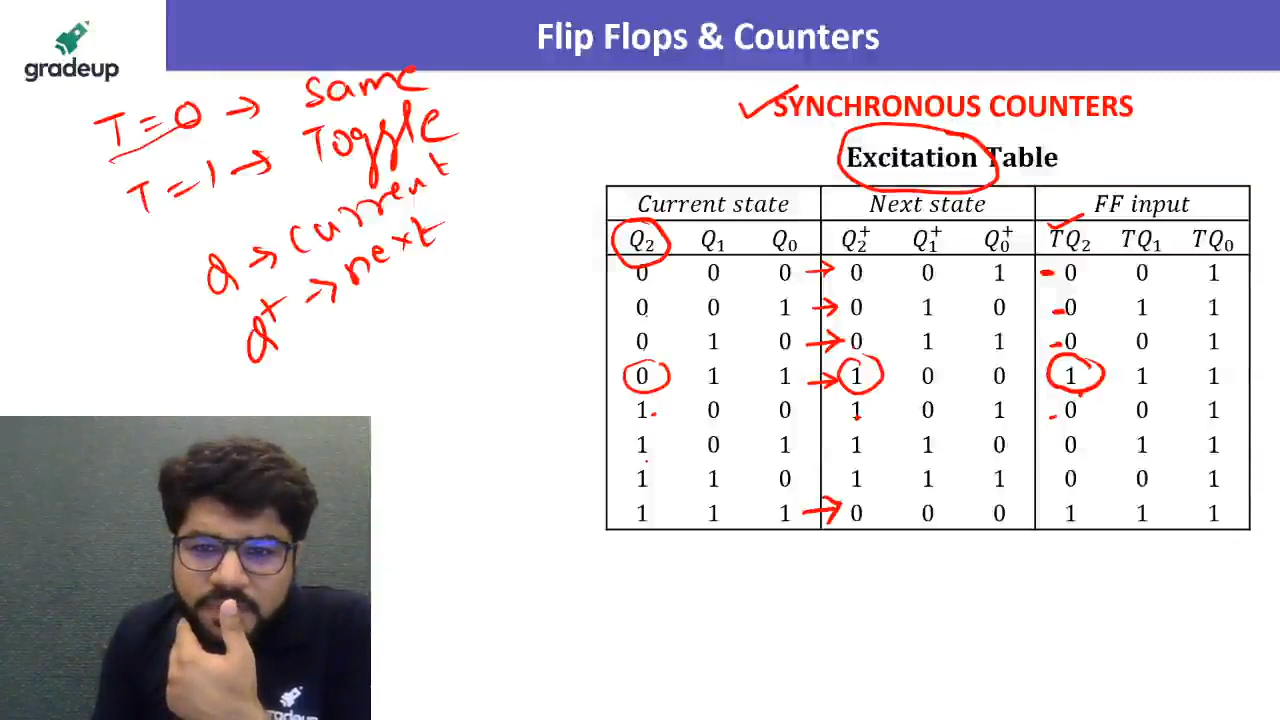 Flip Flops & Counters
gradeup
T=0 → Same
T=1 → Toggle
Q → Current
Q⁺ → next
SYNCHRONOUS COUNTERS
Excitation Table
Current state Next state FF input
Q₂ Q₁ Q₀ Q₂⁺ Q₁⁺ Q₀⁺ TQ₂ TQ₁ TQ₀
0 0 0 → 0 0 1 0 0 1
0 0 1 → 0 1 0 0 1 1
0 1 0 → 0 1 1 0 0 1
0 1 1 → 1 0 0 1 1 1
1 0 0 1 0 1 0 0 1
1 0 1 1 1 0 0 1 1
1 1 0 1 1 1 0 0 1
1 1 1 → 0 0 0 1 1 1
gradeup